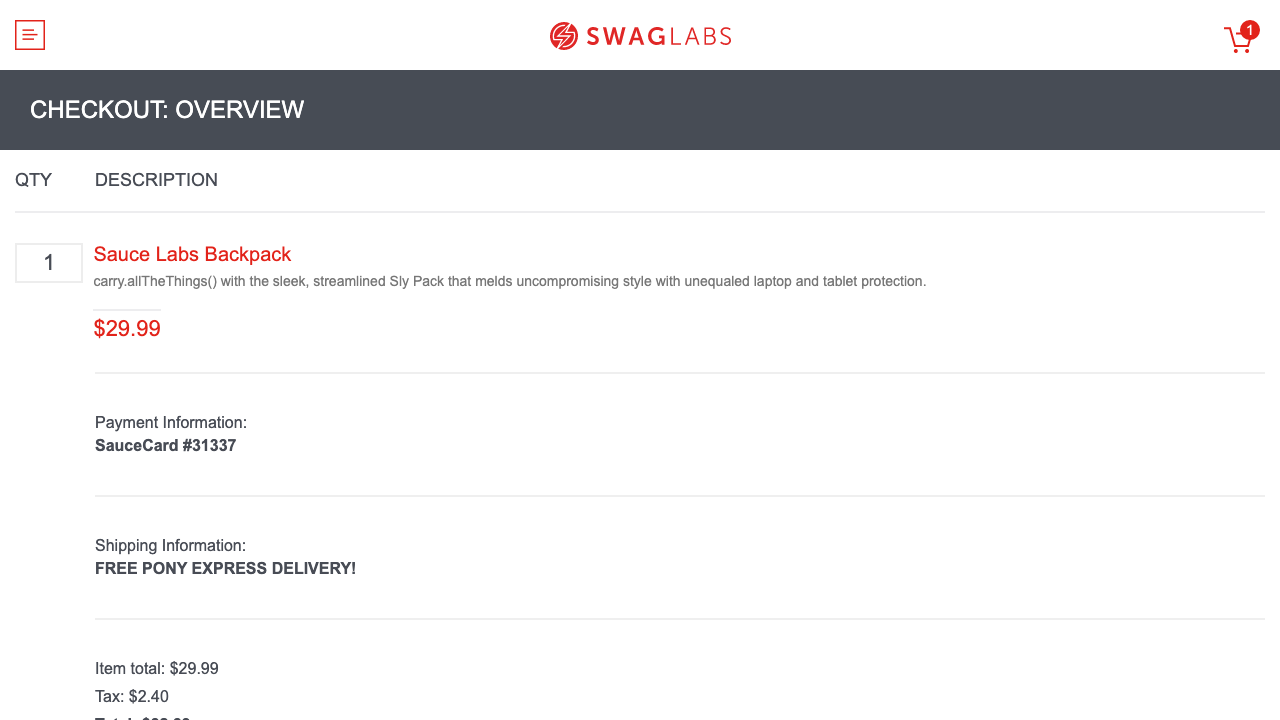 SWAGLABS
1
CHECKOUT: OVERVIEW
QTY DESCRIPTION
1
Sauce Labs Backpack
carry.allTheThings() with the sleek, streamlined Sly Pack that melds uncompromising style with unequaled laptop and tablet protection.
$29.99
Payment Information:
SauceCard #31337
Shipping Information:
FREE PONY EXPRESS DELIVERY!
Item total: $29.99
Tax: $2.40